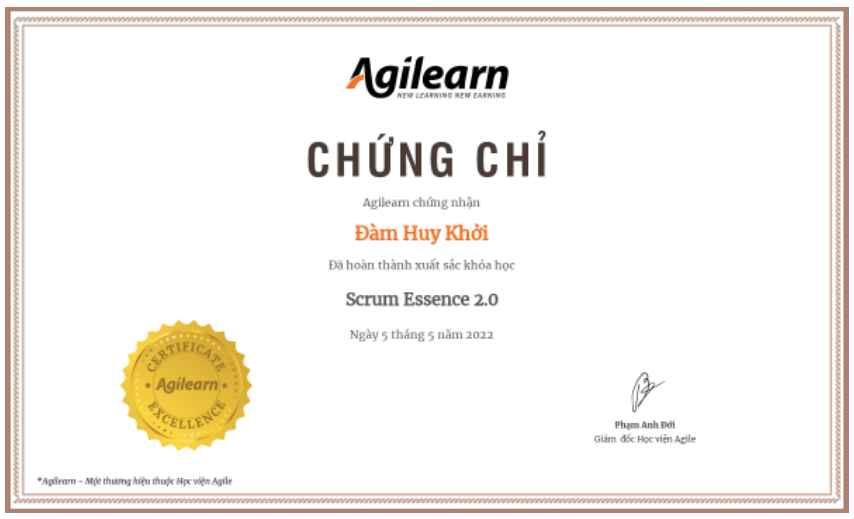 Agilearn
NEW LEARNING NEW EARNING
CHỨNG CHỈ
Agilearn chứng nhận
Đàm Huy Khởi
Đã hoàn thành xuất sắc khóa học
Scrum Essence 2.0
Ngày 5 tháng 5 năm 2022
CERTIFICATE
Agilearn
EXCELLENCE
Phạm Anh Đới
Giám đốc Học viện Agile
*Agilearn - Một thương hiệu thuộc Học viện Agile